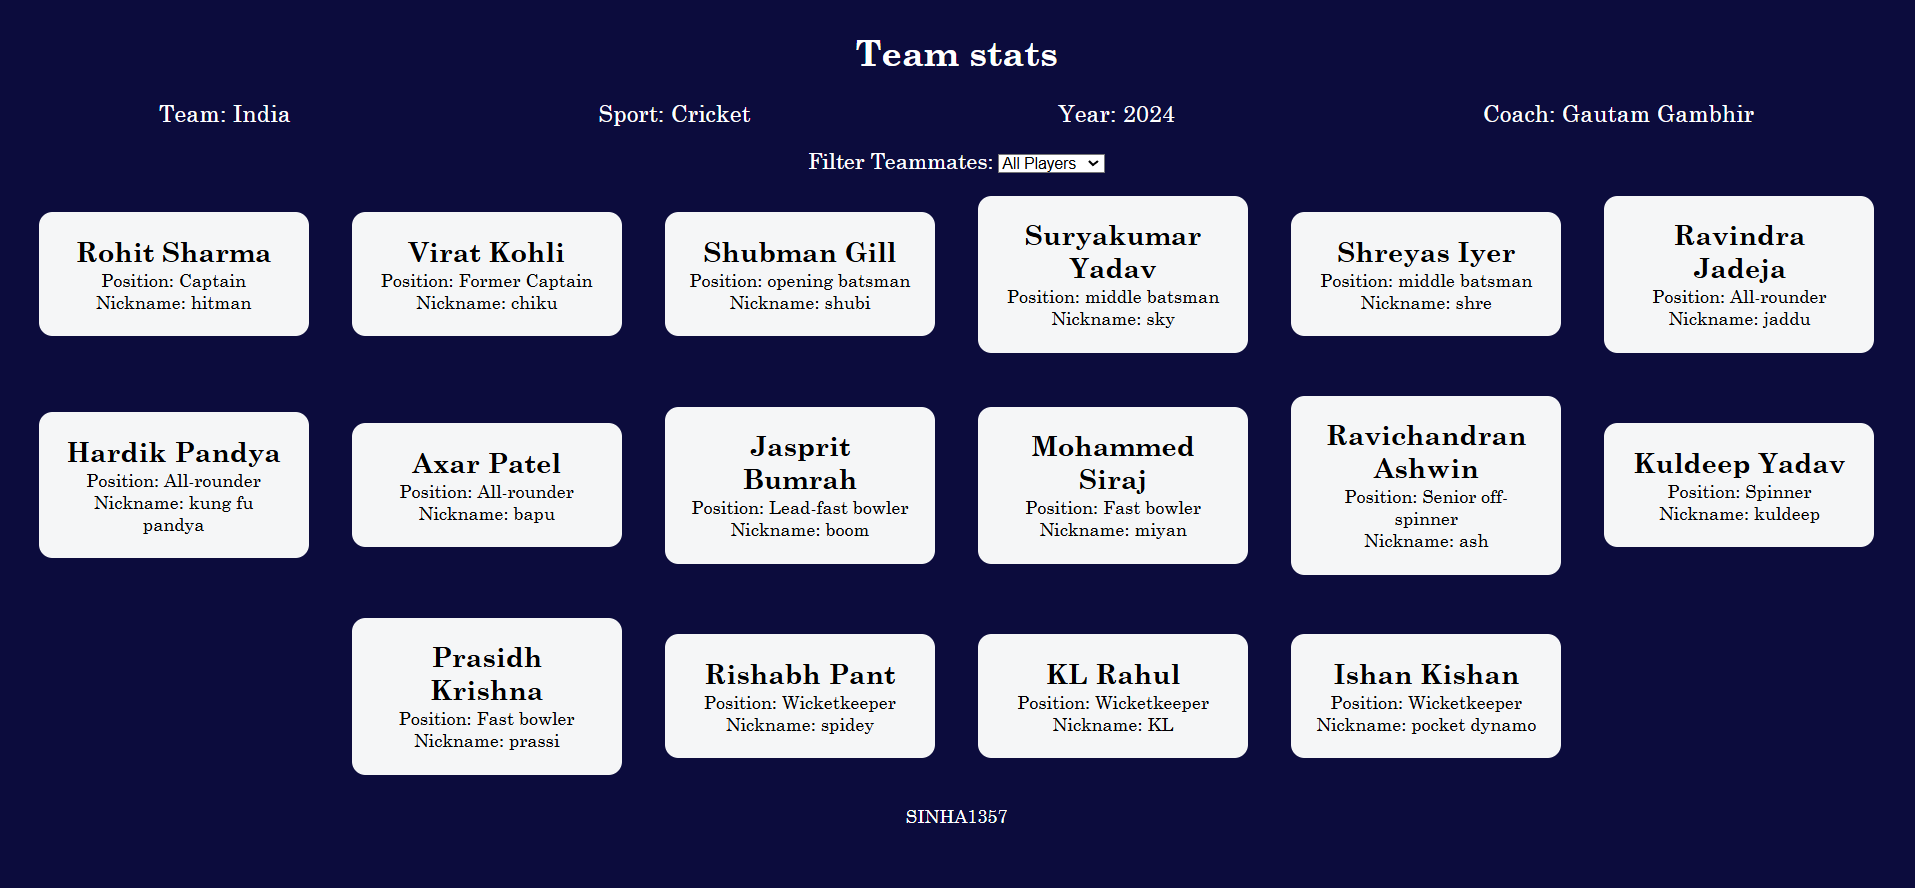 Team stats
Team: India
Sport: Cricket
Year: 2024
Coach: Gautam Gambhir
Filter Teammates: All Players
Rohit Sharma
Position: Captain
Nickname: hitman
Virat Kohli
Position: Former Captain
Nickname: chiku
Shubman Gill
Position: opening batsman
Nickname: shubi
Suryakumar
Yadav
Position: middle batsman
Nickname: sky
Shreyas Iyer
Position: middle batsman
Nickname: shre
Ravindra
Jadeja
Position: All-rounder
Nickname: jaddu
Hardik Pandya
Position: All-rounder
Nickname: kung fu
pandya
Axar Patel
Position: All-rounder
Nickname: bapu
Jasprit
Bumrah
Position: Lead-fast bowler
Nickname: boom
Mohammed
Siraj
Position: Fast bowler
Nickname: miyan
Ravichandran
Ashwin
Position: Senior off-
spinner
Nickname: ash
Kuldeep Yadav
Position: Spinner
Nickname: kuldeep
Prasidh
Krishna
Position: Fast bowler
Nickname: prassi
Rishabh Pant
Position: Wicketkeeper
Nickname: spidey
KL Rahul
Position: Wicketkeeper
Nickname: KL
Ishan Kishan
Position: Wicketkeeper
Nickname: pocket dynamo
SINHA1357